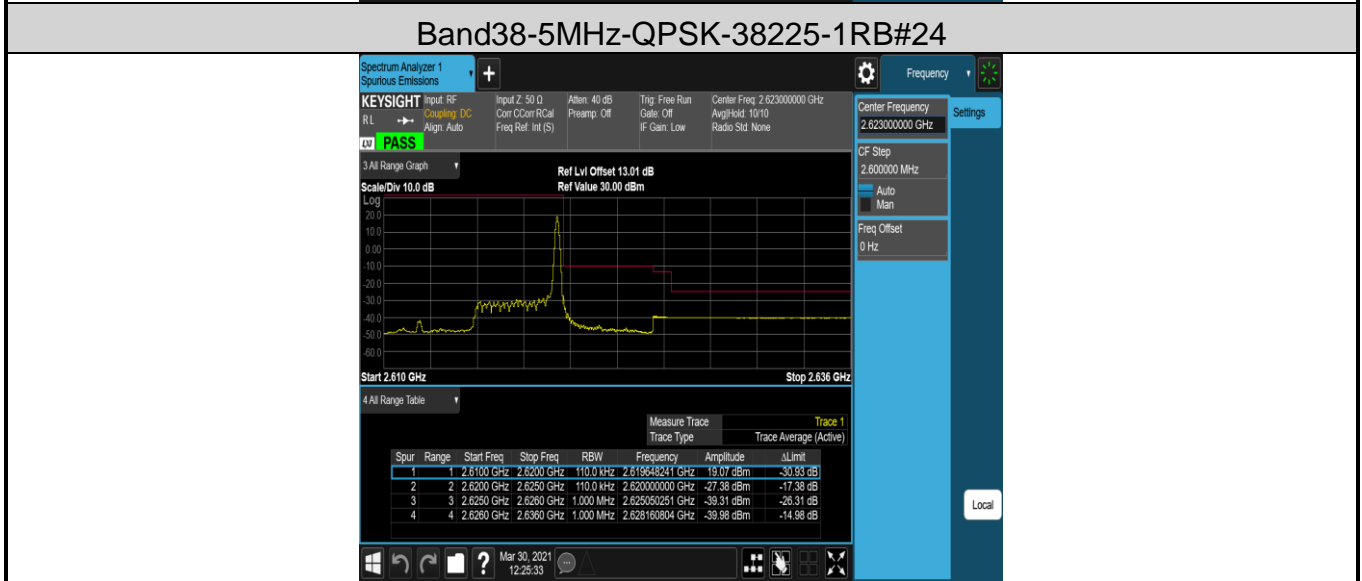 Band38-5MHz-QPSK-38225-1RB#24
Spectrum Analyzer 1
Spurious Emissions
Frequency
KEYSIGHT Input: RF Input Z: 50 Ω Atten: 40 dB Trig: Free Run Center Freq: 2.623000000 GHz
RL Coupling: DC Corr CCorr RCal Preamp: Off Gate: Off Avg|Hold: 10/10
Align: Auto Freq Ref: Int (S) IF Gain: Low Radio Std: None
LXI PASS
Center Frequency
2.623000000 GHz
Settings
CF Step
2.600000 MHz
Auto
Man
Freq Offset
0 Hz
3 All Range Graph
Ref Lvl Offset 13.01 dB
Scale/Div 10.0 dB Ref Value 30.00 dBm
Log
20.0
10.0
0.00
-10.0
-20.0
-30.0
-40.0
-50.0
-60.0
Start 2.610 GHz Stop 2.636 GHz
4 All Range Table
Measure Trace Trace 1
Trace Type Trace Average (Active)
Spur Range Start Freq Stop Freq RBW Frequency Amplitude ΔLimit
1 1 2.6100 GHz 2.6200 GHz 110.0 kHz 2.619648241 GHz 19.07 dBm -30.93 dB
2 2 2.6200 GHz 2.6250 GHz 110.0 kHz 2.620000000 GHz -27.38 dBm -17.38 dB
3 3 2.6250 GHz 2.6260 GHz 1.000 MHz 2.625050251 GHz -39.31 dBm -26.31 dB
4 4 2.6260 GHz 2.6360 GHz 1.000 MHz 2.628160804 GHz -39.98 dBm -14.98 dB
Local
? Mar 30, 2021
12:25:33